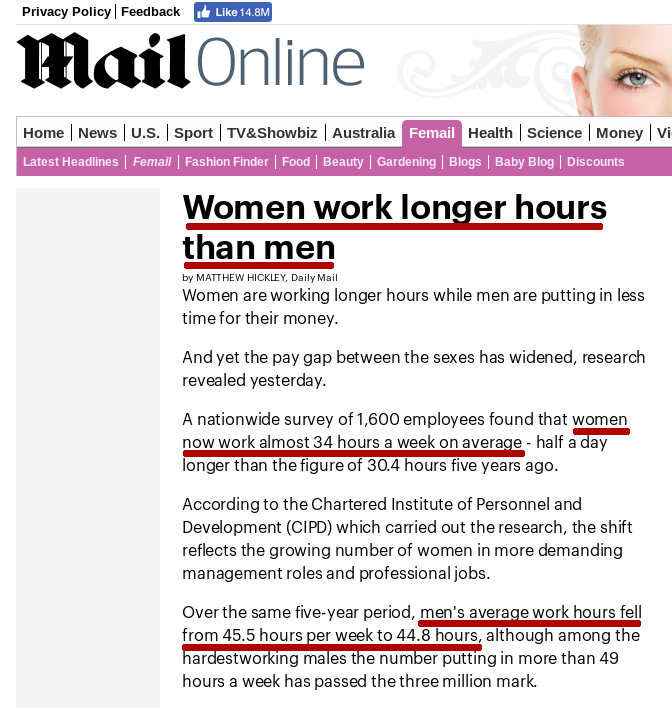 Privacy Policy Feedback Like 14.8M
Mail Online
Home News U.S. Sport TV&Showbiz Australia Femail Health Science Money
Latest Headlines Femail Fashion Finder Food Beauty Gardening Blogs Baby Blog Discounts
Women work longer hours
than men
by MATTHEW HICKLEY, Daily Mail
Women are working longer hours while men are putting in less
time for their money.
And yet the pay gap between the sexes has widened, research
revealed yesterday.
A nationwide survey of 1,600 employees found that women
now work almost 34 hours a week on average - half a day
longer than the figure of 30.4 hours five years ago.
According to the Chartered Institute of Personnel and
Development (CIPD) which carried out the research, the shift
reflects the growing number of women in more demanding
management roles and professional jobs.
Over the same five-year period, men's average work hours fell
from 45.5 hours per week to 44.8 hours, although among the
hardestworking males the number putting in more than 49
hours a week has passed the three million mark.